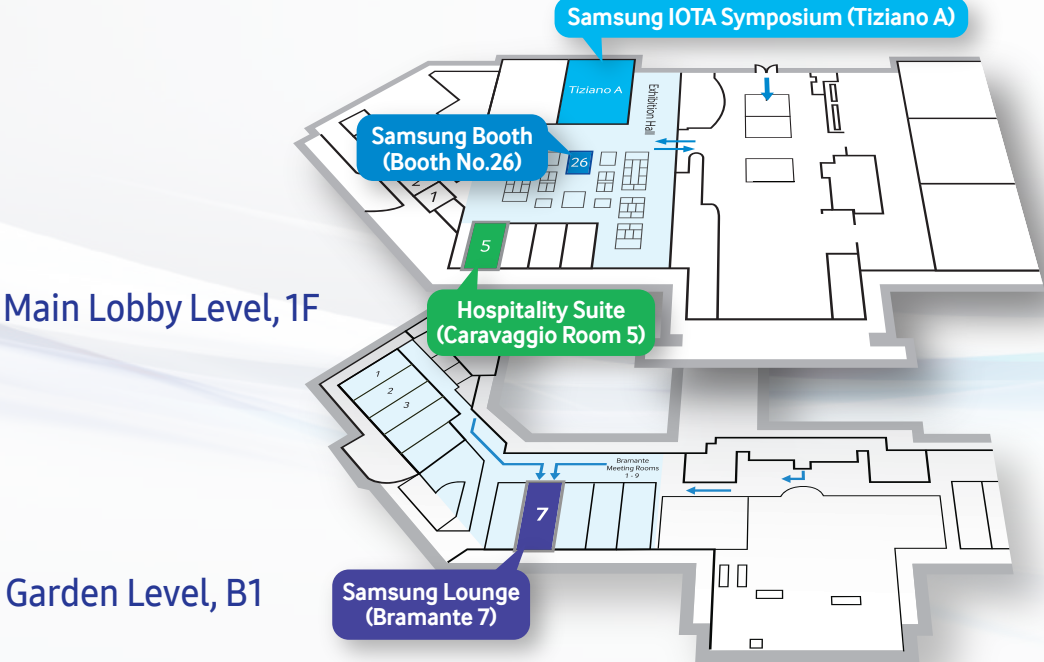 Samsung IOTA Symposium (Tiziano A)
Tiziano A
Exhibition Hall
Samsung Booth
(Booth No.26)
26
2
1
5
Main Lobby Level, 1F
Hospitality Suite
(Caravaggio Room 5)
1
2
3
Bramante
Meeting Rooms
1 - 9
7
Garden Level, B1
Samsung Lounge
(Bramante 7)